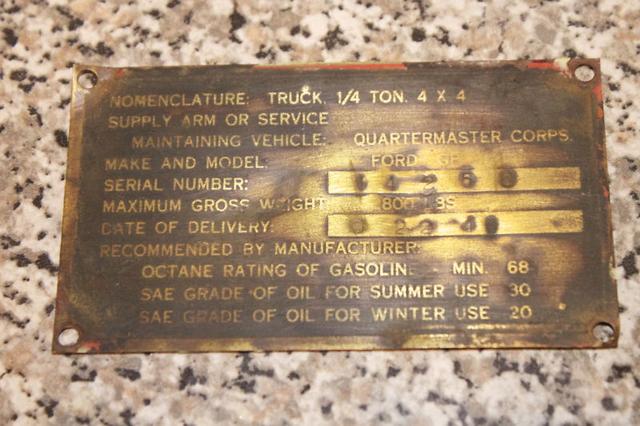 NOMENCLATURE: TRUCK, 1/4 TON, 4 X 4
SUPPLY ARM OR SERVICE
MAINTAINING VEHICLE: QUARTERMASTER CORPS.
MAKE AND MODEL: FORD
SERIAL NUMBER:
MAXIMUM GROSS WEIGHT 800 LBS
DATE OF DELIVERY:
RECOMMENDED BY MANUFACTURER:
OCTANE RATING OF GASOLINE - MIN. 68
SAE GRADE OF OIL FOR SUMMER USE 30
SAE GRADE OF OIL FOR WINTER USE 20